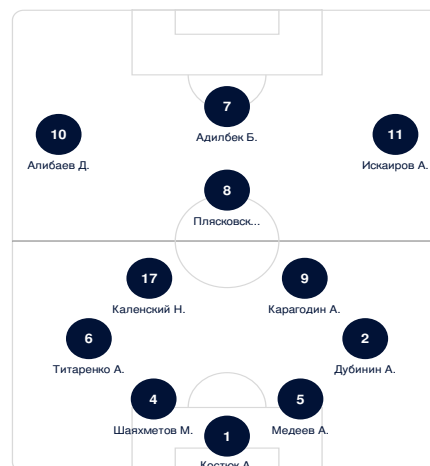 7
Адилбек Б.
10
Алибаев Д.
11
Искаиров А.
8
Плясковск...
17
Каленский Н.
9
Карагодин А.
6
Титаренко А.
2
Дубинин А.
4
Шаяхметов М.
5
Медеев А.
1
Костюк А.